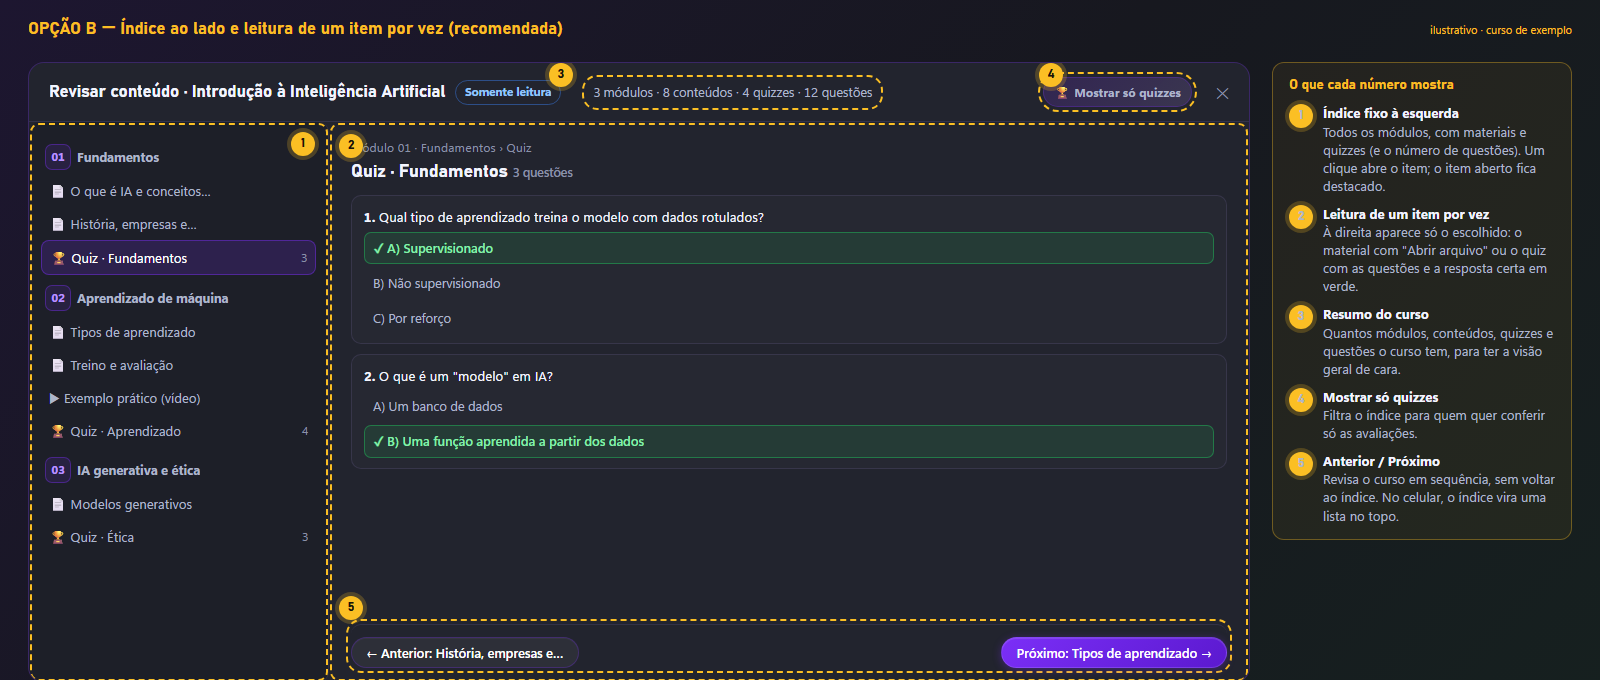 OPÇÃO B — Índice ao lado e leitura de um item por vez (recomendada)
ilustrativo · curso de exemplo
Revisar conteúdo · Introdução à Inteligência Artificial
Somente leitura
3
3 módulos · 8 conteúdos · 4 quizzes · 12 questões
4
🏆 Mostrar só quizzes
×
1
01 Fundamentos
O que é IA e conceitos...
História, empresas e...
Quiz · Fundamentos 3
02 Aprendizado de máquina
Tipos de aprendizado
Treino e avaliação
▶ Exemplo prático (vídeo)
Quiz · Aprendizado 4
03 IA generativa e ética
Modelos generativos
Quiz · Ética 3
2
ódulo 01 · Fundamentos › Quiz
Quiz · Fundamentos 3 questões
1. Qual tipo de aprendizado treina o modelo com dados rotulados?
✓ A) Supervisionado
B) Não supervisionado
C) Por reforço
2. O que é um "modelo" em IA?
A) Um banco de dados
✓ B) Uma função aprendida a partir dos dados
5
← Anterior: História, empresas e...
Próximo: Tipos de aprendizado →
O que cada número mostra
1 Índice fixo à esquerda
Todos os módulos, com materiais e
quizzes (e o número de questões). Um
clique abre o item; o item aberto fica
destacado.
2 Leitura de um item por vez
À direita aparece só o escolhido: o
material com "Abrir arquivo" ou o quiz
com as questões e a resposta certa em
verde.
3 Resumo do curso
Quantos módulos, conteúdos, quizzes e
questões o curso tem, para ter a visão
geral de cara.
4 Mostrar só quizzes
Filtra o índice para quem quer conferir
só as avaliações.
5 Anterior / Próximo
Revisa o curso em sequência, sem voltar
ao índice. No celular, o índice vira uma
lista no topo.